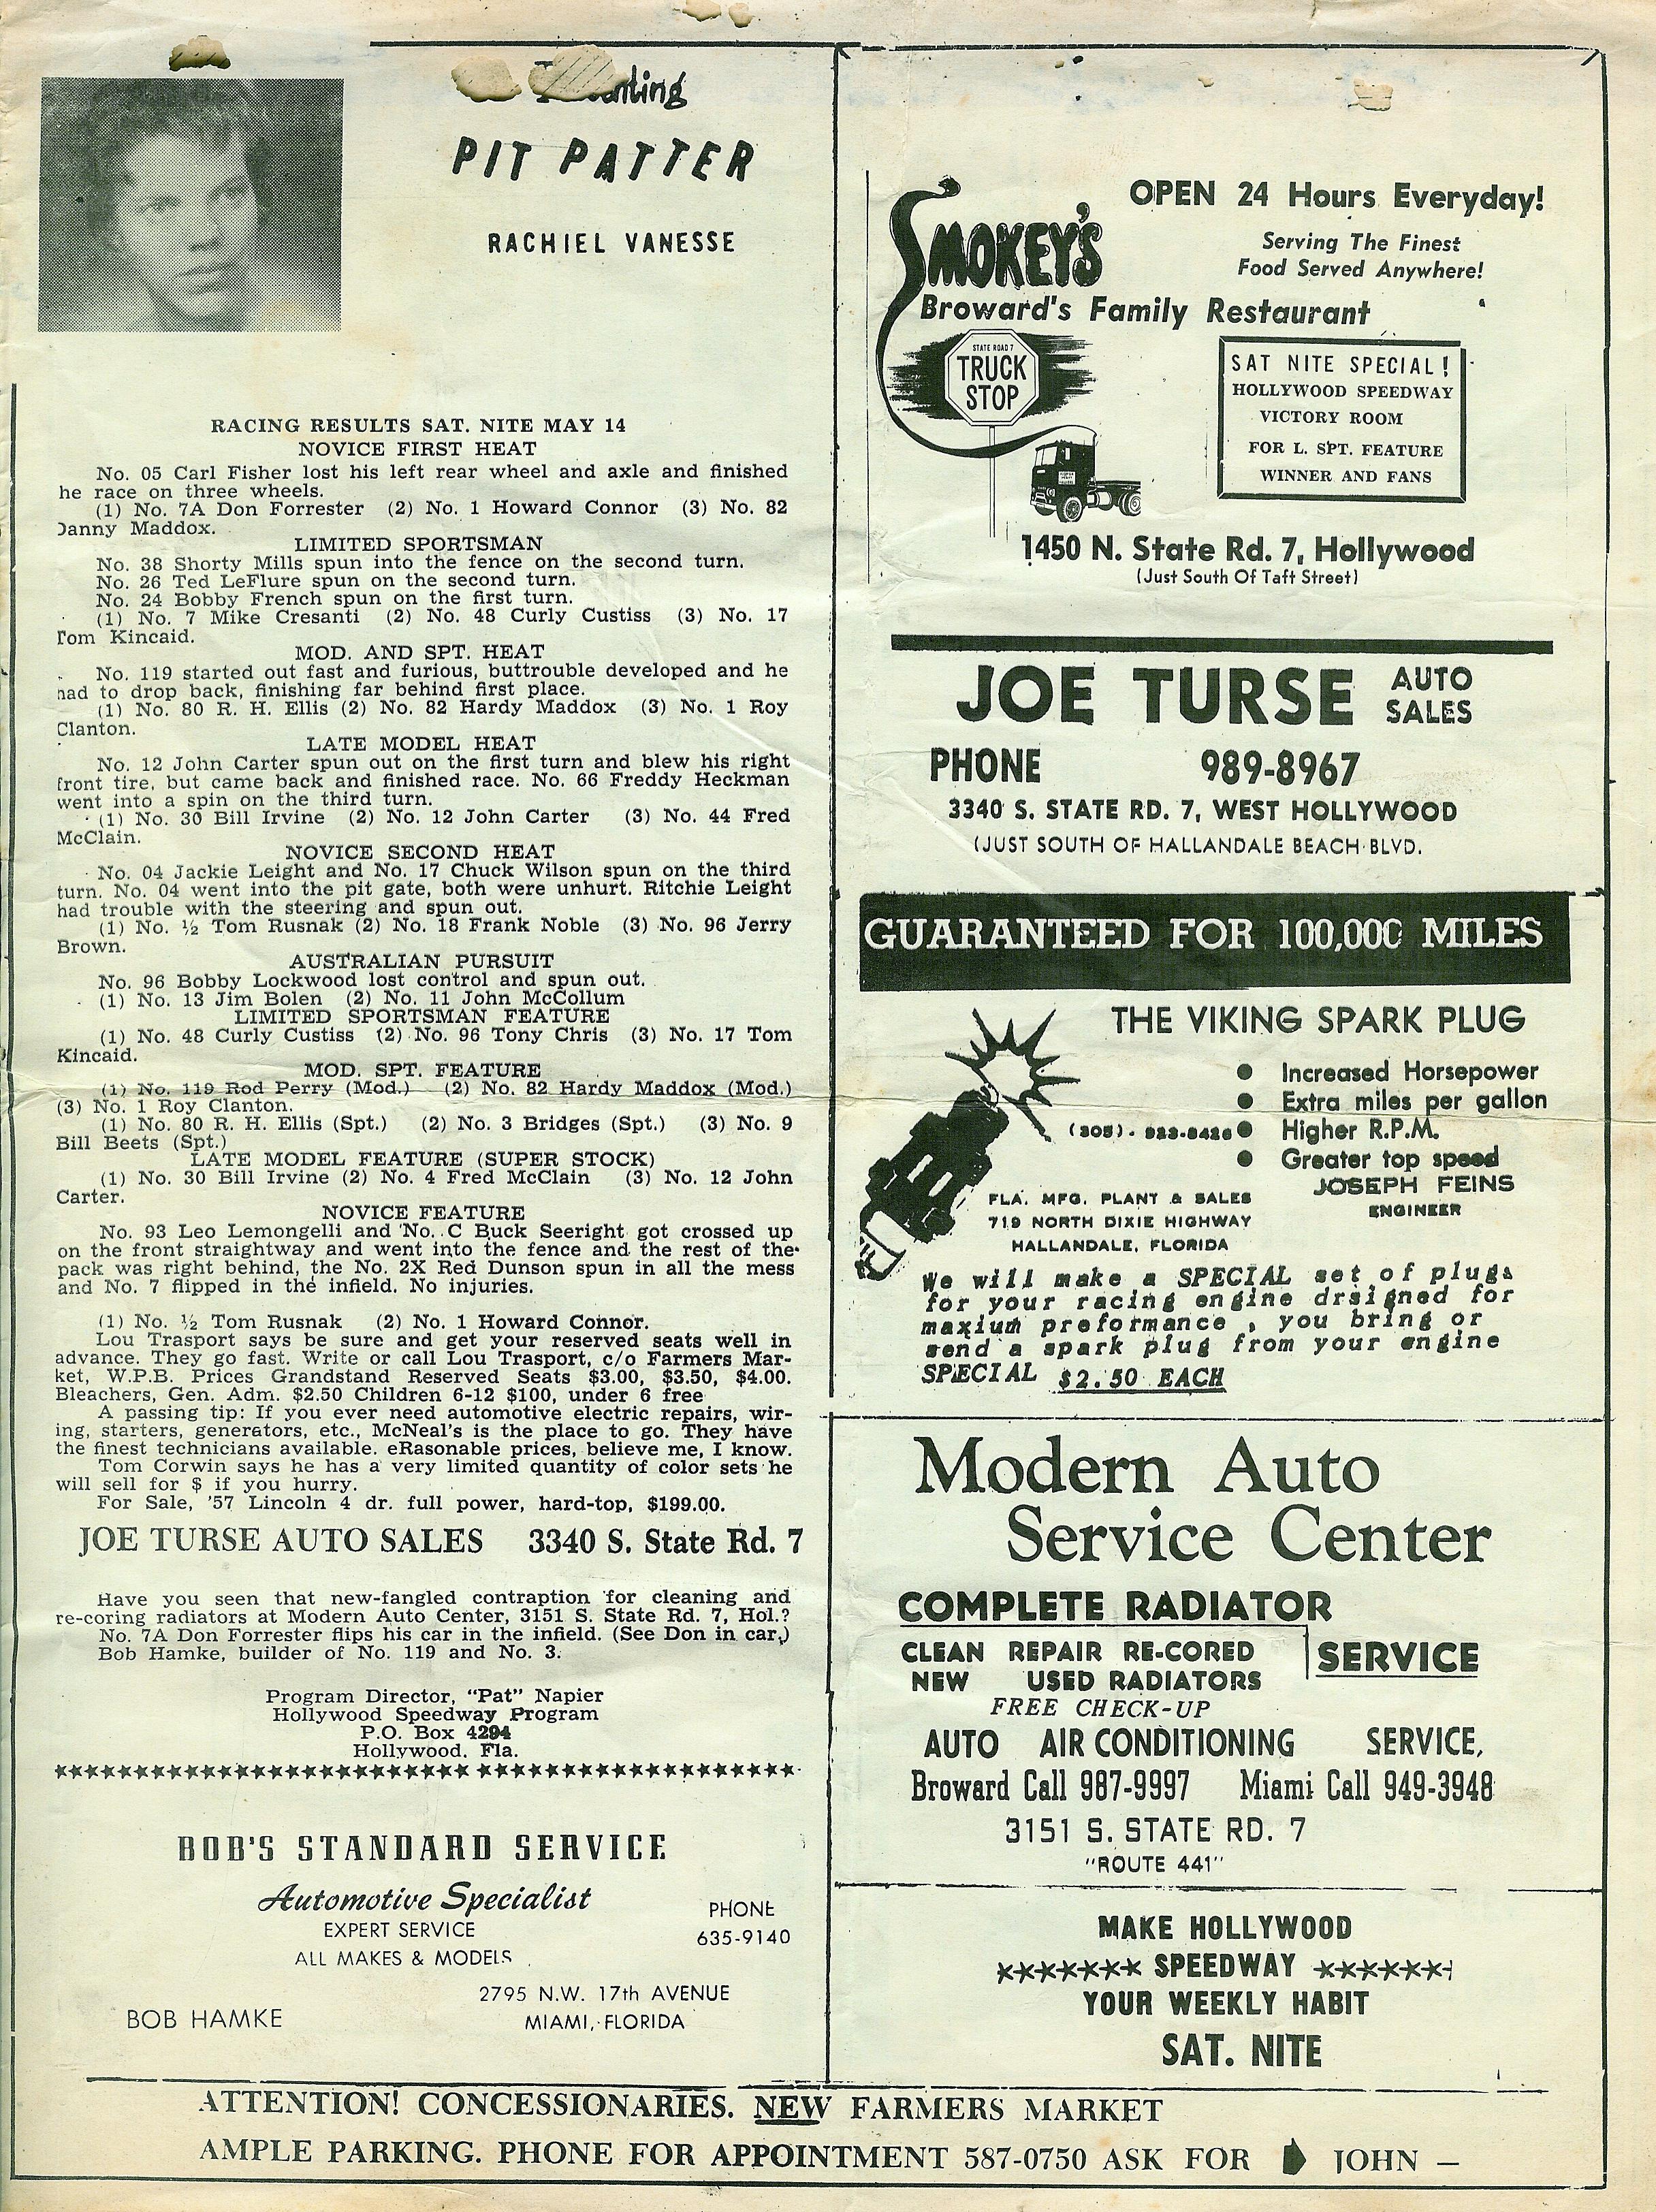 PIT PATTER
RACHIEL VANESSE
RACING RESULTS SAT. NITE MAY 14
NOVICE FIRST HEAT
No. 05 Carl Fisher lost his left rear wheel and axle and finished
he race on three wheels.
(1) No. 7A Don Forrester (2) No. 1 Howard Connor (3) No. 82
Danny Maddox.
LIMITED SPORTSMAN
No. 38 Shorty Mills spun into the fence on the second turn.
No. 26 Ted LeFlure spun on the second turn.
No. 24 Bobby French spun on the first turn.
(1) No. 7 Mike Cresanti (2) No. 48 Curly Custiss (3) No. 17
Tom Kincaid.
MOD. AND SPT. HEAT
No. 119 started out fast and furious, buttrouble developed and he
had to drop back, finishing far behind first place.
(1) No. 80 R. H. Ellis (2) No. 82 Hardy Maddox (3) No. 1 Roy
Clanton.
LATE MODEL HEAT
No. 12 John Carter spun out on the first turn and blew his right
front tire, but came back and finished race. No. 66 Freddy Heckman
went into a spin on the third turn.
(1) No. 30 Bill Irvine (2) No. 12 John Carter (3) No. 44 Fred
McClain.
NOVICE SECOND HEAT
No. 04 Jackie Leight and No. 17 Chuck Wilson spun on the third
turn. No. 04 went into the pit gate, both were unhurt. Ritchie Leight
had trouble with the steering and spun out.
(1) No. ½ Tom Rusnak (2) No. 18 Frank Noble (3) No. 96 Jerry
Brown.
AUSTRALIAN PURSUIT
No. 96 Bobby Lockwood lost control and spun out.
(1) No. 13 Jim Bolen (2) No. 11 John McCollum
LIMITED SPORTSMAN FEATURE
(1) No. 48 Curly Custiss (2) No. 96 Tony Chris (3) No. 17 Tom
Kincaid.
MOD. SPT. FEATURE
(1) No. 119 Rod Perry (Mod.) (2) No. 82 Hardy Maddox (Mod.)
(3) No. 1 Roy Clanton.
(1) No. 80 R. H. Ellis (Spt.) (2) No. 3 Bridges (Spt.) (3) No. 9
Bill Beets (Spt.)
LATE MODEL FEATURE (SUPER STOCK)
(1) No. 30 Bill Irvine (2) No. 4 Fred McClain (3) No. 12 John
Carter.
NOVICE FEATURE
No. 93 Leo Lemongelli and No. C Buck Seeright got crossed up
on the front straightway and went into the fence and the rest of the
pack was right behind, the No. 2X Red Dunson spun in all the mess
and No. 7 flipped in the infield. No injuries.
(1) No. ½ Tom Rusnak (2) No. 1 Howard Connor.
Lou Trasport says be sure and get your reserved seats well in
advance. They go fast. Write or call Lou Trasport, c/o Farmers Mar-
ket, W.P.B. Prices Grandstand Reserved Seats $3.00, $3.50, $4.00.
Bleachers, Gen. Adm. $2.50 Children 6-12 $100, under 6 free
A passing tip: If you ever need automotive electric repairs, wir-
ing, starters, generators, etc., McNeal's is the place to go. They have
the finest technicians available. eRasonable prices, believe me, I know.
Tom Corwin says he has a very limited quantity of color sets he
will sell for $ if you hurry.
For Sale, '57 Lincoln 4 dr. full power, hard-top, $199.00.
JOE TURSE AUTO SALES 3340 S. State Rd. 7
Have you seen that new-fangled contraption for cleaning and
re-coring radiators at Modern Auto Center, 3151 S. State Rd. 7, Hol.?
No. 7A Don Forrester flips his car in the infield. (See Don in car.)
Bob Hamke, builder of No. 119 and No. 3.
Program Director, "Pat" Napier
Hollywood Speedway Program
P.O. Box 4294
Hollywood, Fla.
BOB'S STANDARD SERVICE
Automotive Specialist
EXPERT SERVICE
ALL MAKES & MODELS
PHONE
635-9140
2795 N.W. 17th AVENUE
MIAMI, FLORIDA
BOB HAMKE
OPEN 24 Hours Everyday!
SMOKEY'S
Serving The Finest
Food Served Anywhere!
Broward's Family Restaurant
STATE ROAD 7
TRUCK
STOP
SAT NITE SPECIAL!
HOLLYWOOD SPEEDWAY
VICTORY ROOM
FOR L. SPT. FEATURE
WINNER AND FANS
1450 N. State Rd. 7, Hollywood
(Just South Of Taft Street)
JOE TURSE AUTO SALES
PHONE 989-8967
3340 S. STATE RD. 7, WEST HOLLYWOOD
(JUST SOUTH OF HALLANDALE BEACH BLVD.
GUARANTEED FOR 100,000 MILES
THE VIKING SPARK PLUG
● Increased Horsepower
● Extra miles per gallon
(305) - 923-8426 ● Higher R.P.M.
● Greater top speed
JOSEPH FEINS
ENGINEER
FLA. MFG. PLANT & SALES
719 NORTH DIXIE HIGHWAY
HALLANDALE, FLORIDA
We will make a SPECIAL set of plugs
for your racing engine drsigned for
maxium preformance , you bring or
send a spark plug from your engine
SPECIAL $2.50 EACH
Modern Auto
Service Center
COMPLETE RADIATOR
SERVICE
CLEAN REPAIR RE-CORED
NEW USED RADIATORS
FREE CHECK-UP
AUTO AIR CONDITIONING SERVICE,
Broward Call 987-9997 Miami Call 949-3948
3151 S. STATE RD. 7
"ROUTE 441"
MAKE HOLLYWOOD
******* SPEEDWAY *******
YOUR WEEKLY HABIT
SAT. NITE
ATTENTION! CONCESSIONARIES. NEW FARMERS MARKET
AMPLE PARKING. PHONE FOR APPOINTMENT 587-0750 ASK FOR JOHN –